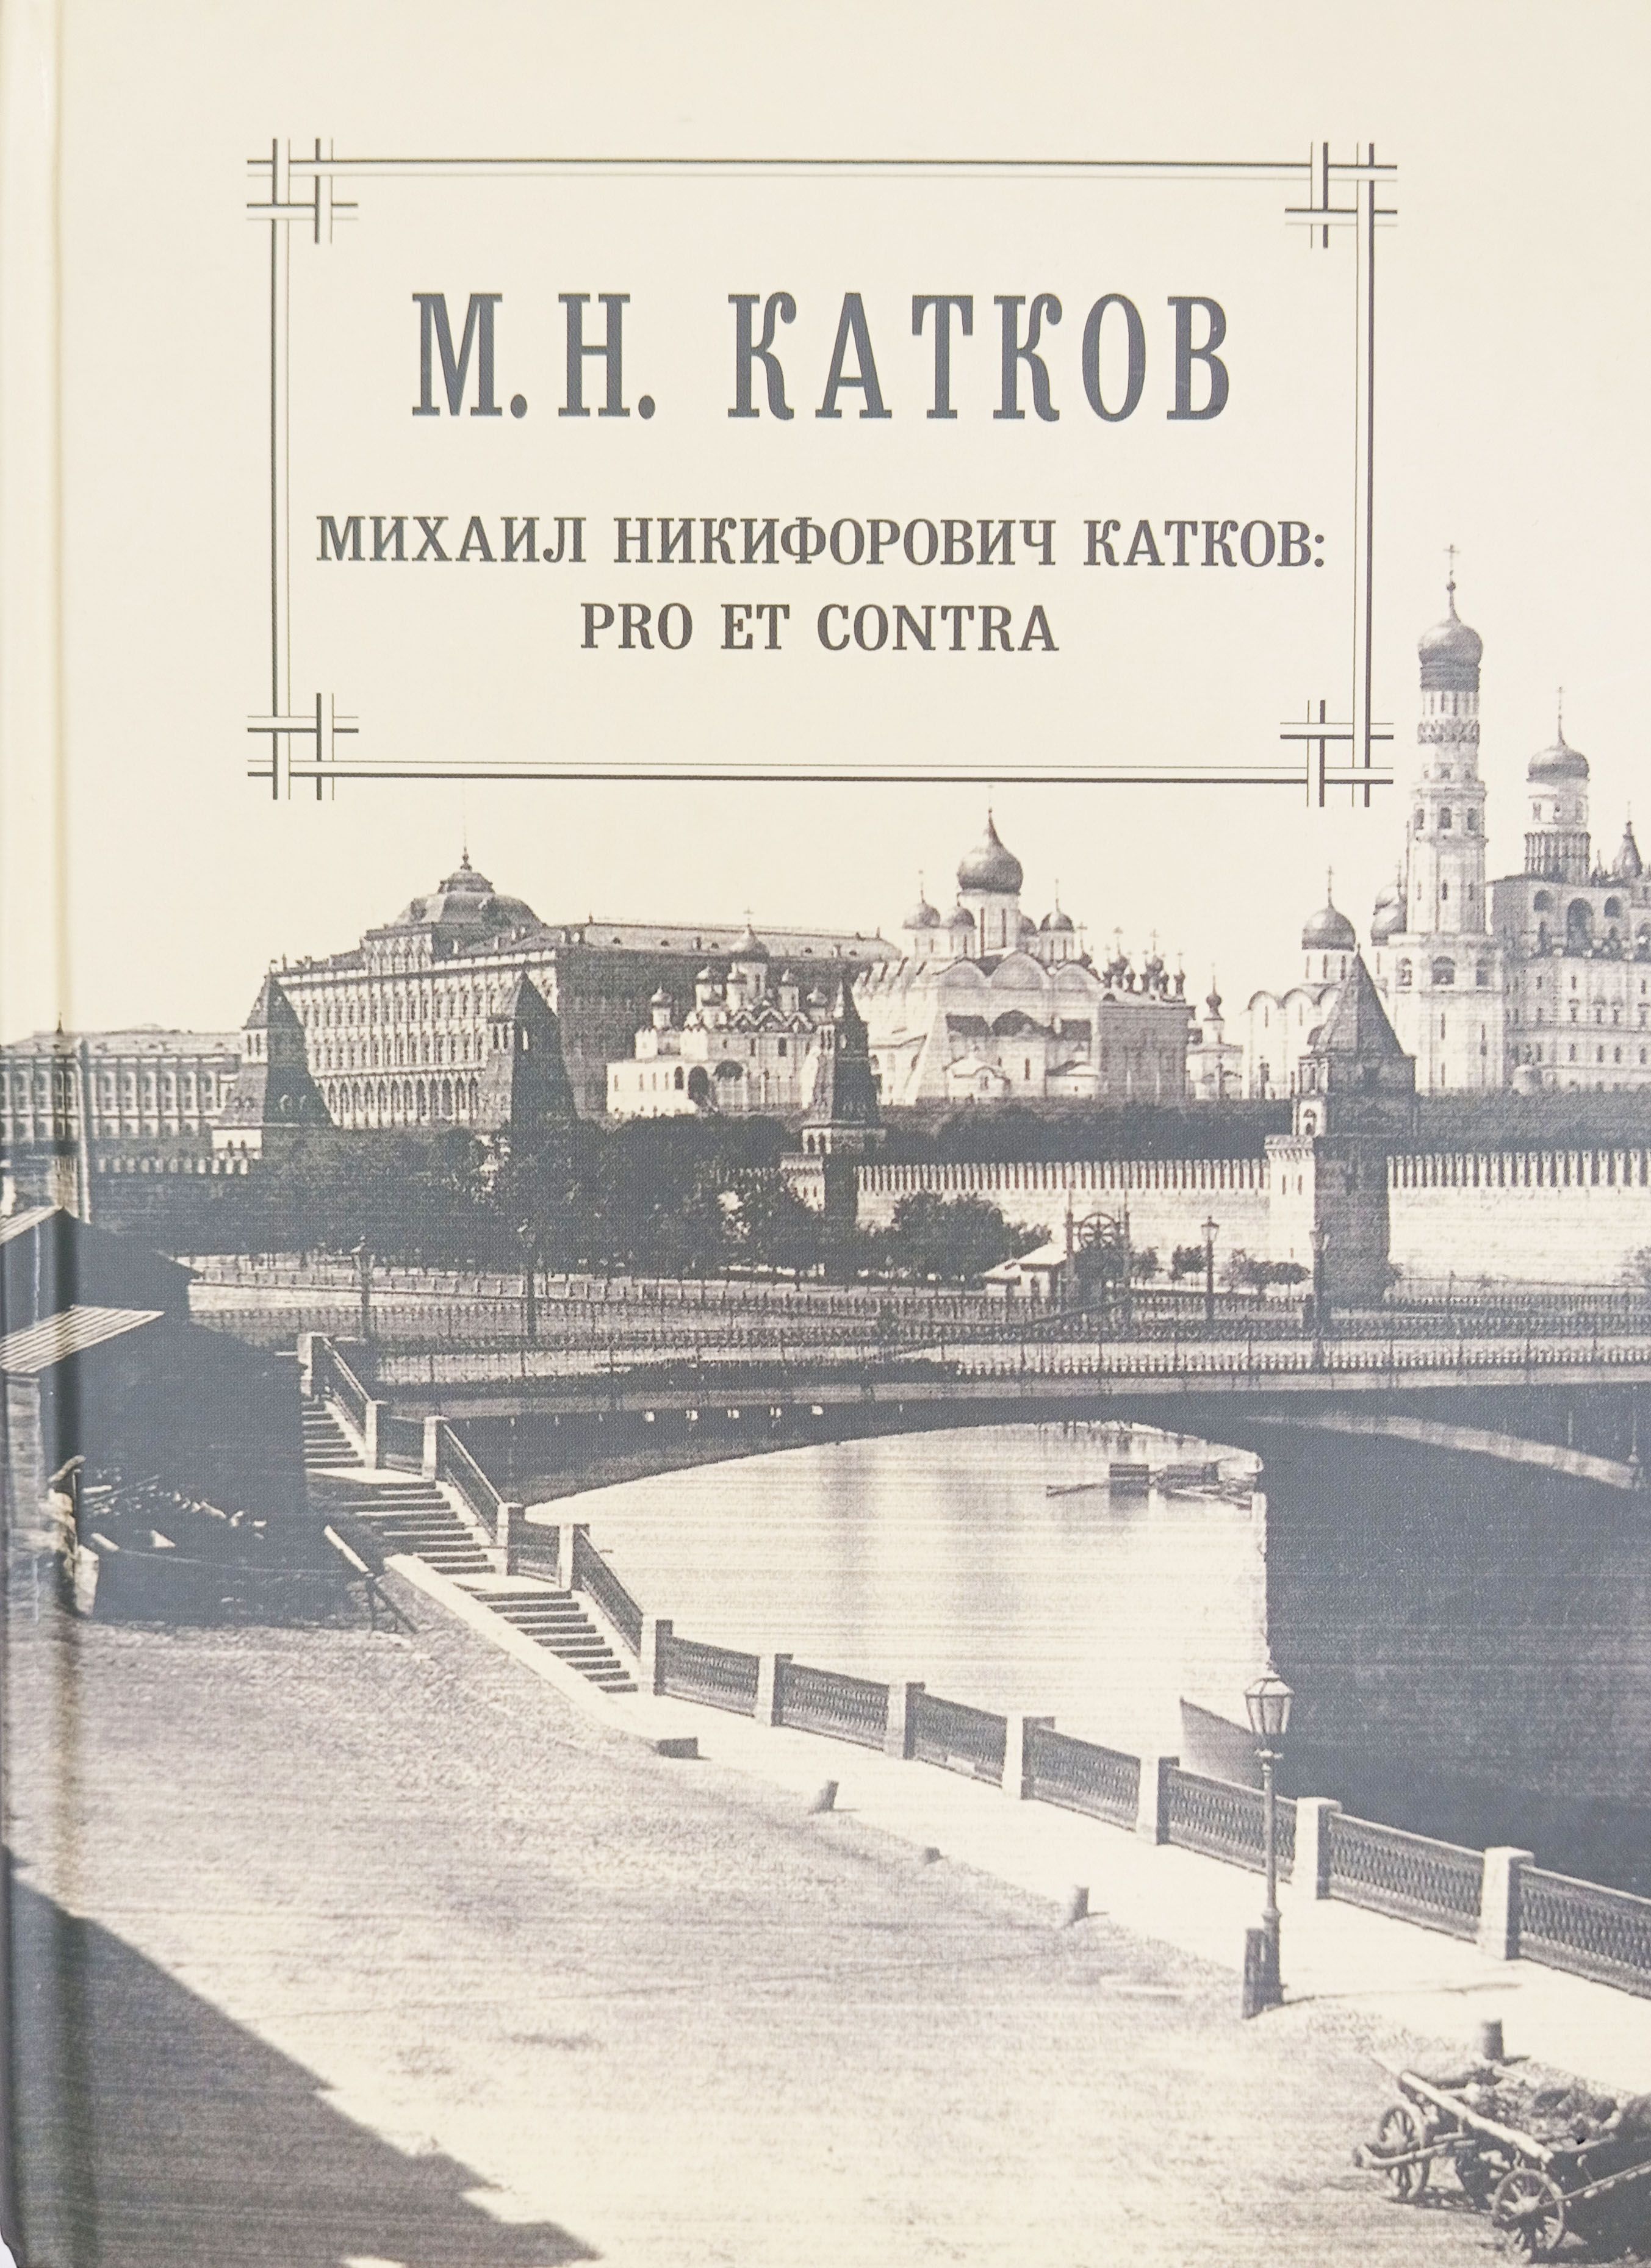 М. Н. КАТКОВ
МИХАИЛ НИКИФОРОВИЧ КАТКОВ:
PRO ET CONTRA